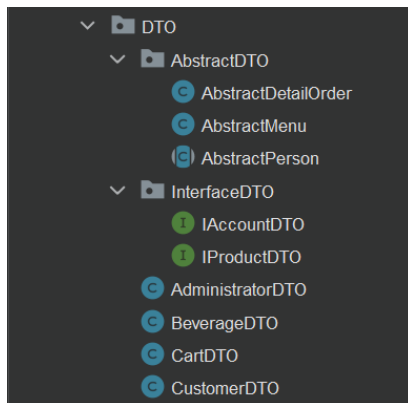 DTO
AbstractDTO
C AbstractDetailOrder
C AbstractMenu
C AbstractPerson
InterfaceDTO
I IAccountDTO
I IProductDTO
C AdministratorDTO
C BeverageDTO
C CartDTO
C CustomerDTO